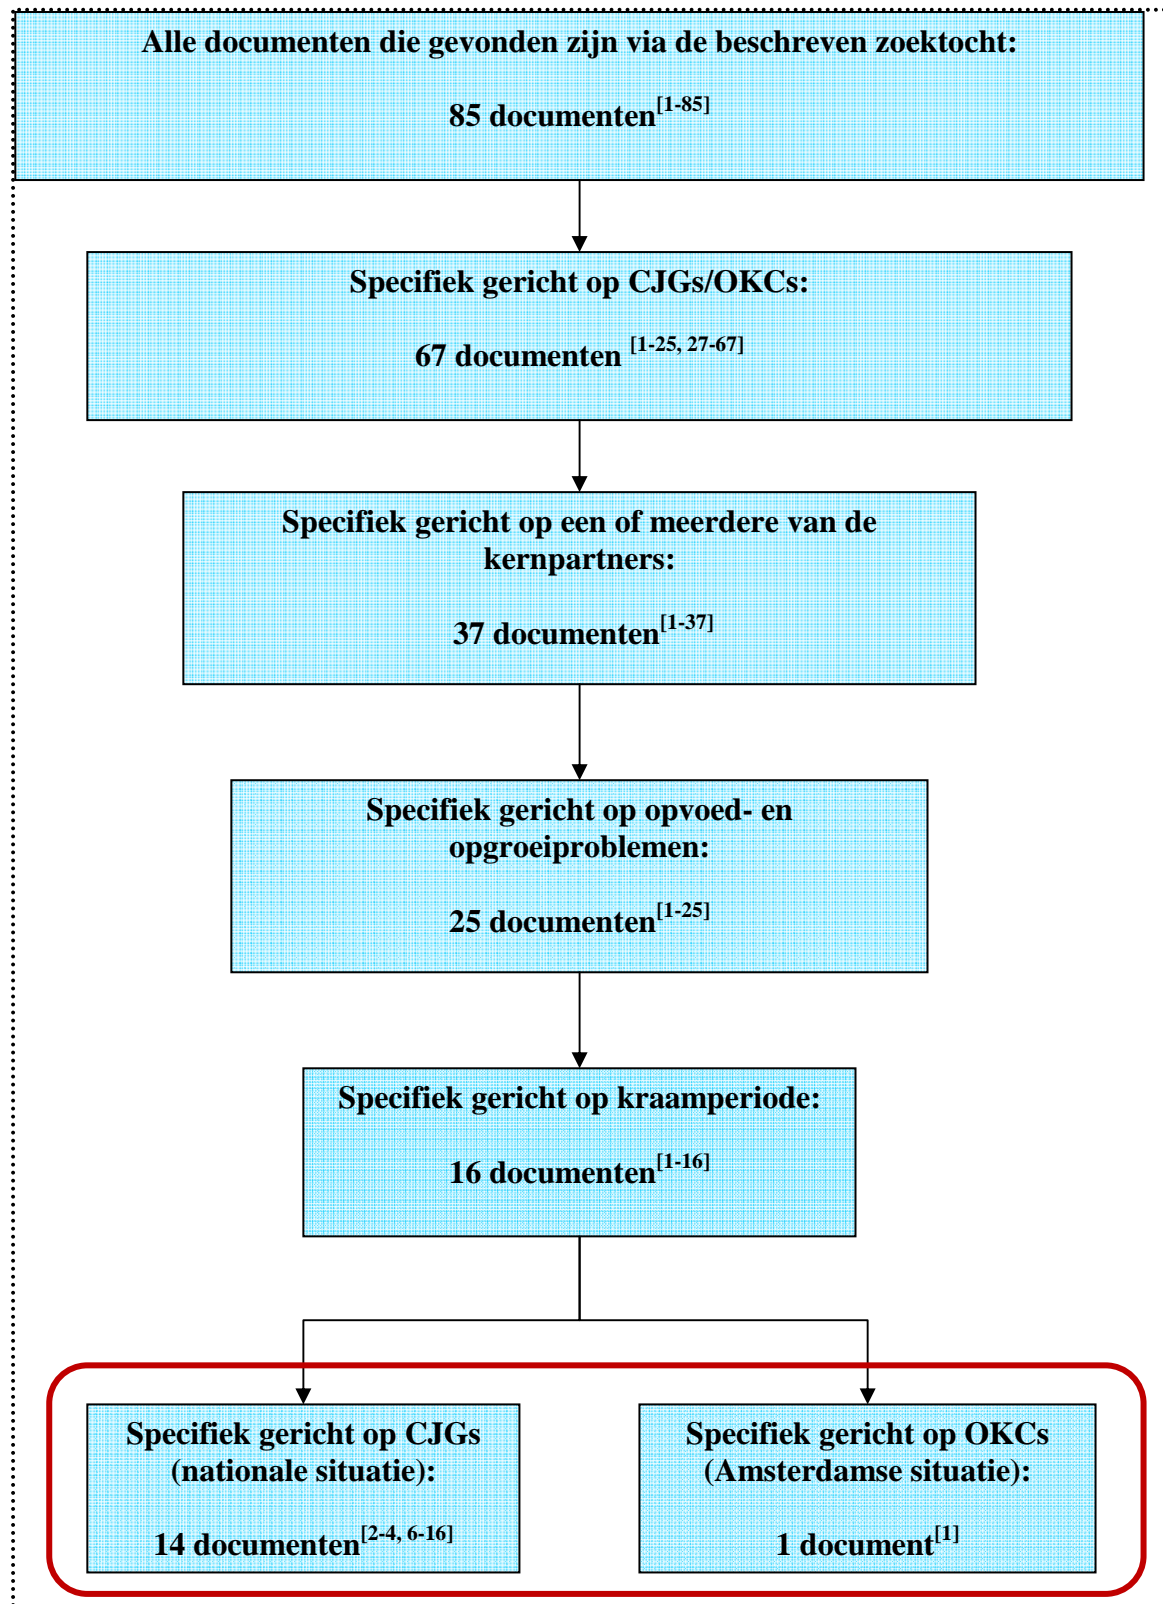 Alle documenten die gevonden zijn via de beschreven zoektocht:
85 documenten[1-85]
Specifiek gericht op CJGs/OKCs:
67 documenten [1-25, 27-67]
Specifiek gericht op een of meerdere van de
kernpartners:
37 documenten[1-37]
Specifiek gericht op opvoed- en
opgroeiproblemen:
25 documenten[1-25]
Specifiek gericht op kraamperiode:
16 documenten[1-16]
Specifiek gericht op CJGs
(nationale situatie):
14 documenten[2-4, 6-16]
Specifiek gericht op OKCs
(Amsterdamse situatie):
1 document[1]